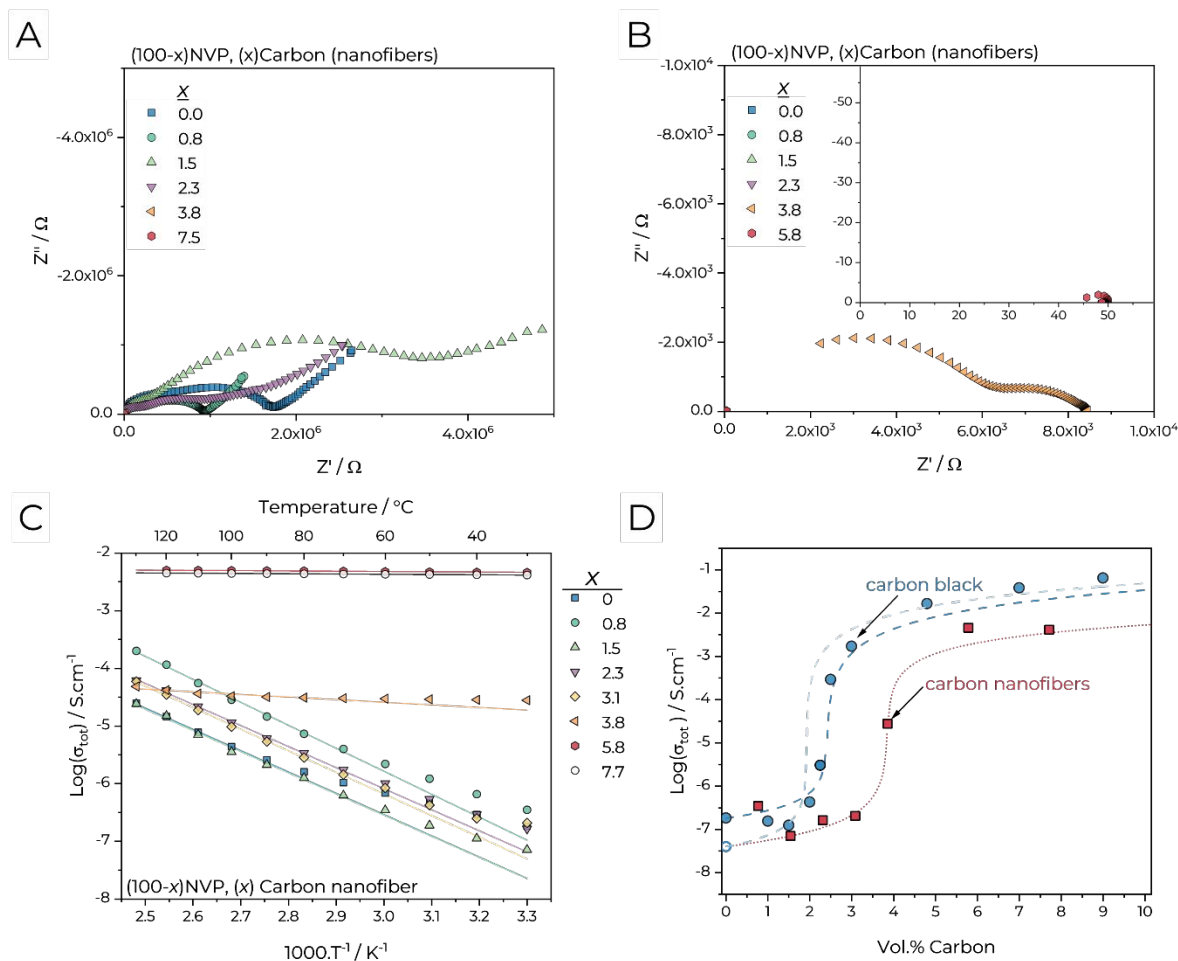 A
(100-x)NVP, (x)Carbon (nanofibers)
X
0.0
0.8
1.5
2.3
3.8
7.5
-4.0x10⁶
-2.0x10⁶
0.0
Z'' / Ω
0.0 2.0x10⁶ 4.0x10⁶
Z' / Ω
B
(100-x)NVP, (x)Carbon (nanofibers)
X
0.0
0.8
1.5
2.3
3.8
5.8
-1.0x10⁴
-8.0x10³
-6.0x10³
-4.0x10³
-2.0x10³
0.0
Z'' / Ω
-50
-40
-30
-20
-10
0
0 10 20 30 40 50
2.0x10³ 4.0x10³ 6.0x10³ 8.0x10³ 1.0x10⁴
Z' / Ω
C
Temperature / °C
120 100 80 60 40
-2
-3
-4
-5
-6
-7
-8
Log(σtot) / S.cm⁻¹
X
0
0.8
1.5
2.3
3.1
3.8
5.8
7.7
(100-x)NVP, (x) Carbon nanofiber
2.5 2.6 2.7 2.8 2.9 3.0 3.1 3.2 3.3
1000.T⁻¹ / K⁻¹
D
-1
-2
-3
-4
-5
-6
-7
-8
Log(σtot) / S.cm⁻¹
carbon black
carbon nanofibers
0 1 2 3 4 5 6 7 8 9 10
Vol.% Carbon